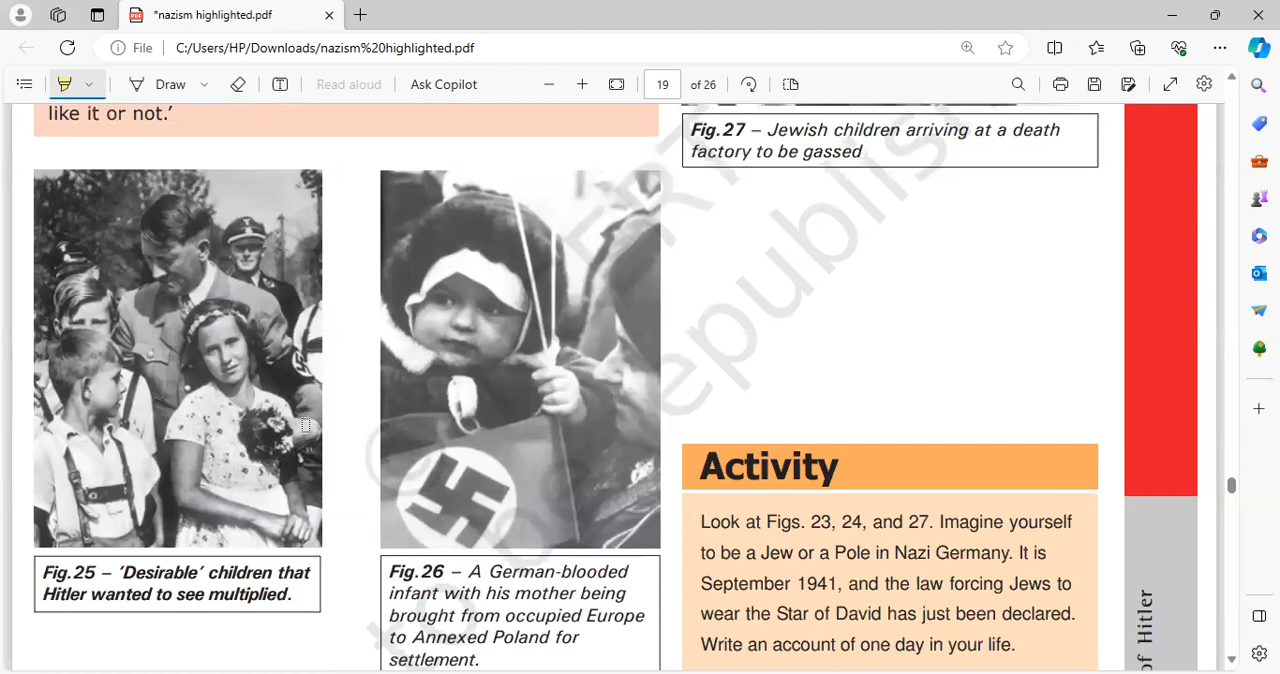 *nazism highlighted.pdf
File
C:/Users/HP/Downloads/nazism%20highlighted.pdf
Draw
Read aloud
Ask Copilot
19
of 26
like it or not.’
Fig.27 – Jewish children arriving at a death
factory to be gassed
Fig.25 – ‘Desirable’ children that
Hitler wanted to see multiplied.
Fig.26 – A German-blooded
infant with his mother being
brought from occupied Europe
to Annexed Poland for
settlement.
Activity
Look at Figs. 23, 24, and 27. Imagine yourself
to be a Jew or a Pole in Nazi Germany. It is
September 1941, and the law forcing Jews to
wear the Star of David has just been declared.
Write an account of one day in your life.
of Hitler